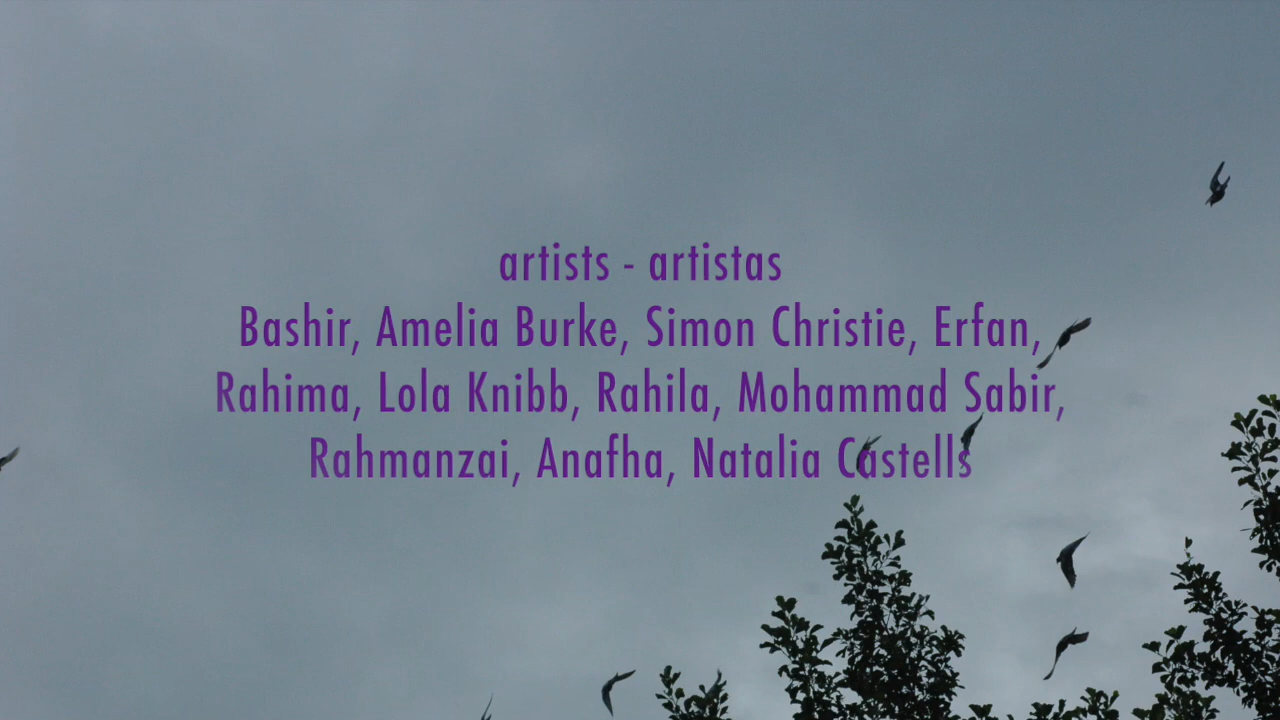 artists - artistas
Bashir, Amelia Burke, Simon Christie, Erfan,
Rahima, Lola Knibb, Rahila, Mohammad Sabir,
Rahmanzai, Anafha, Natalia Castells